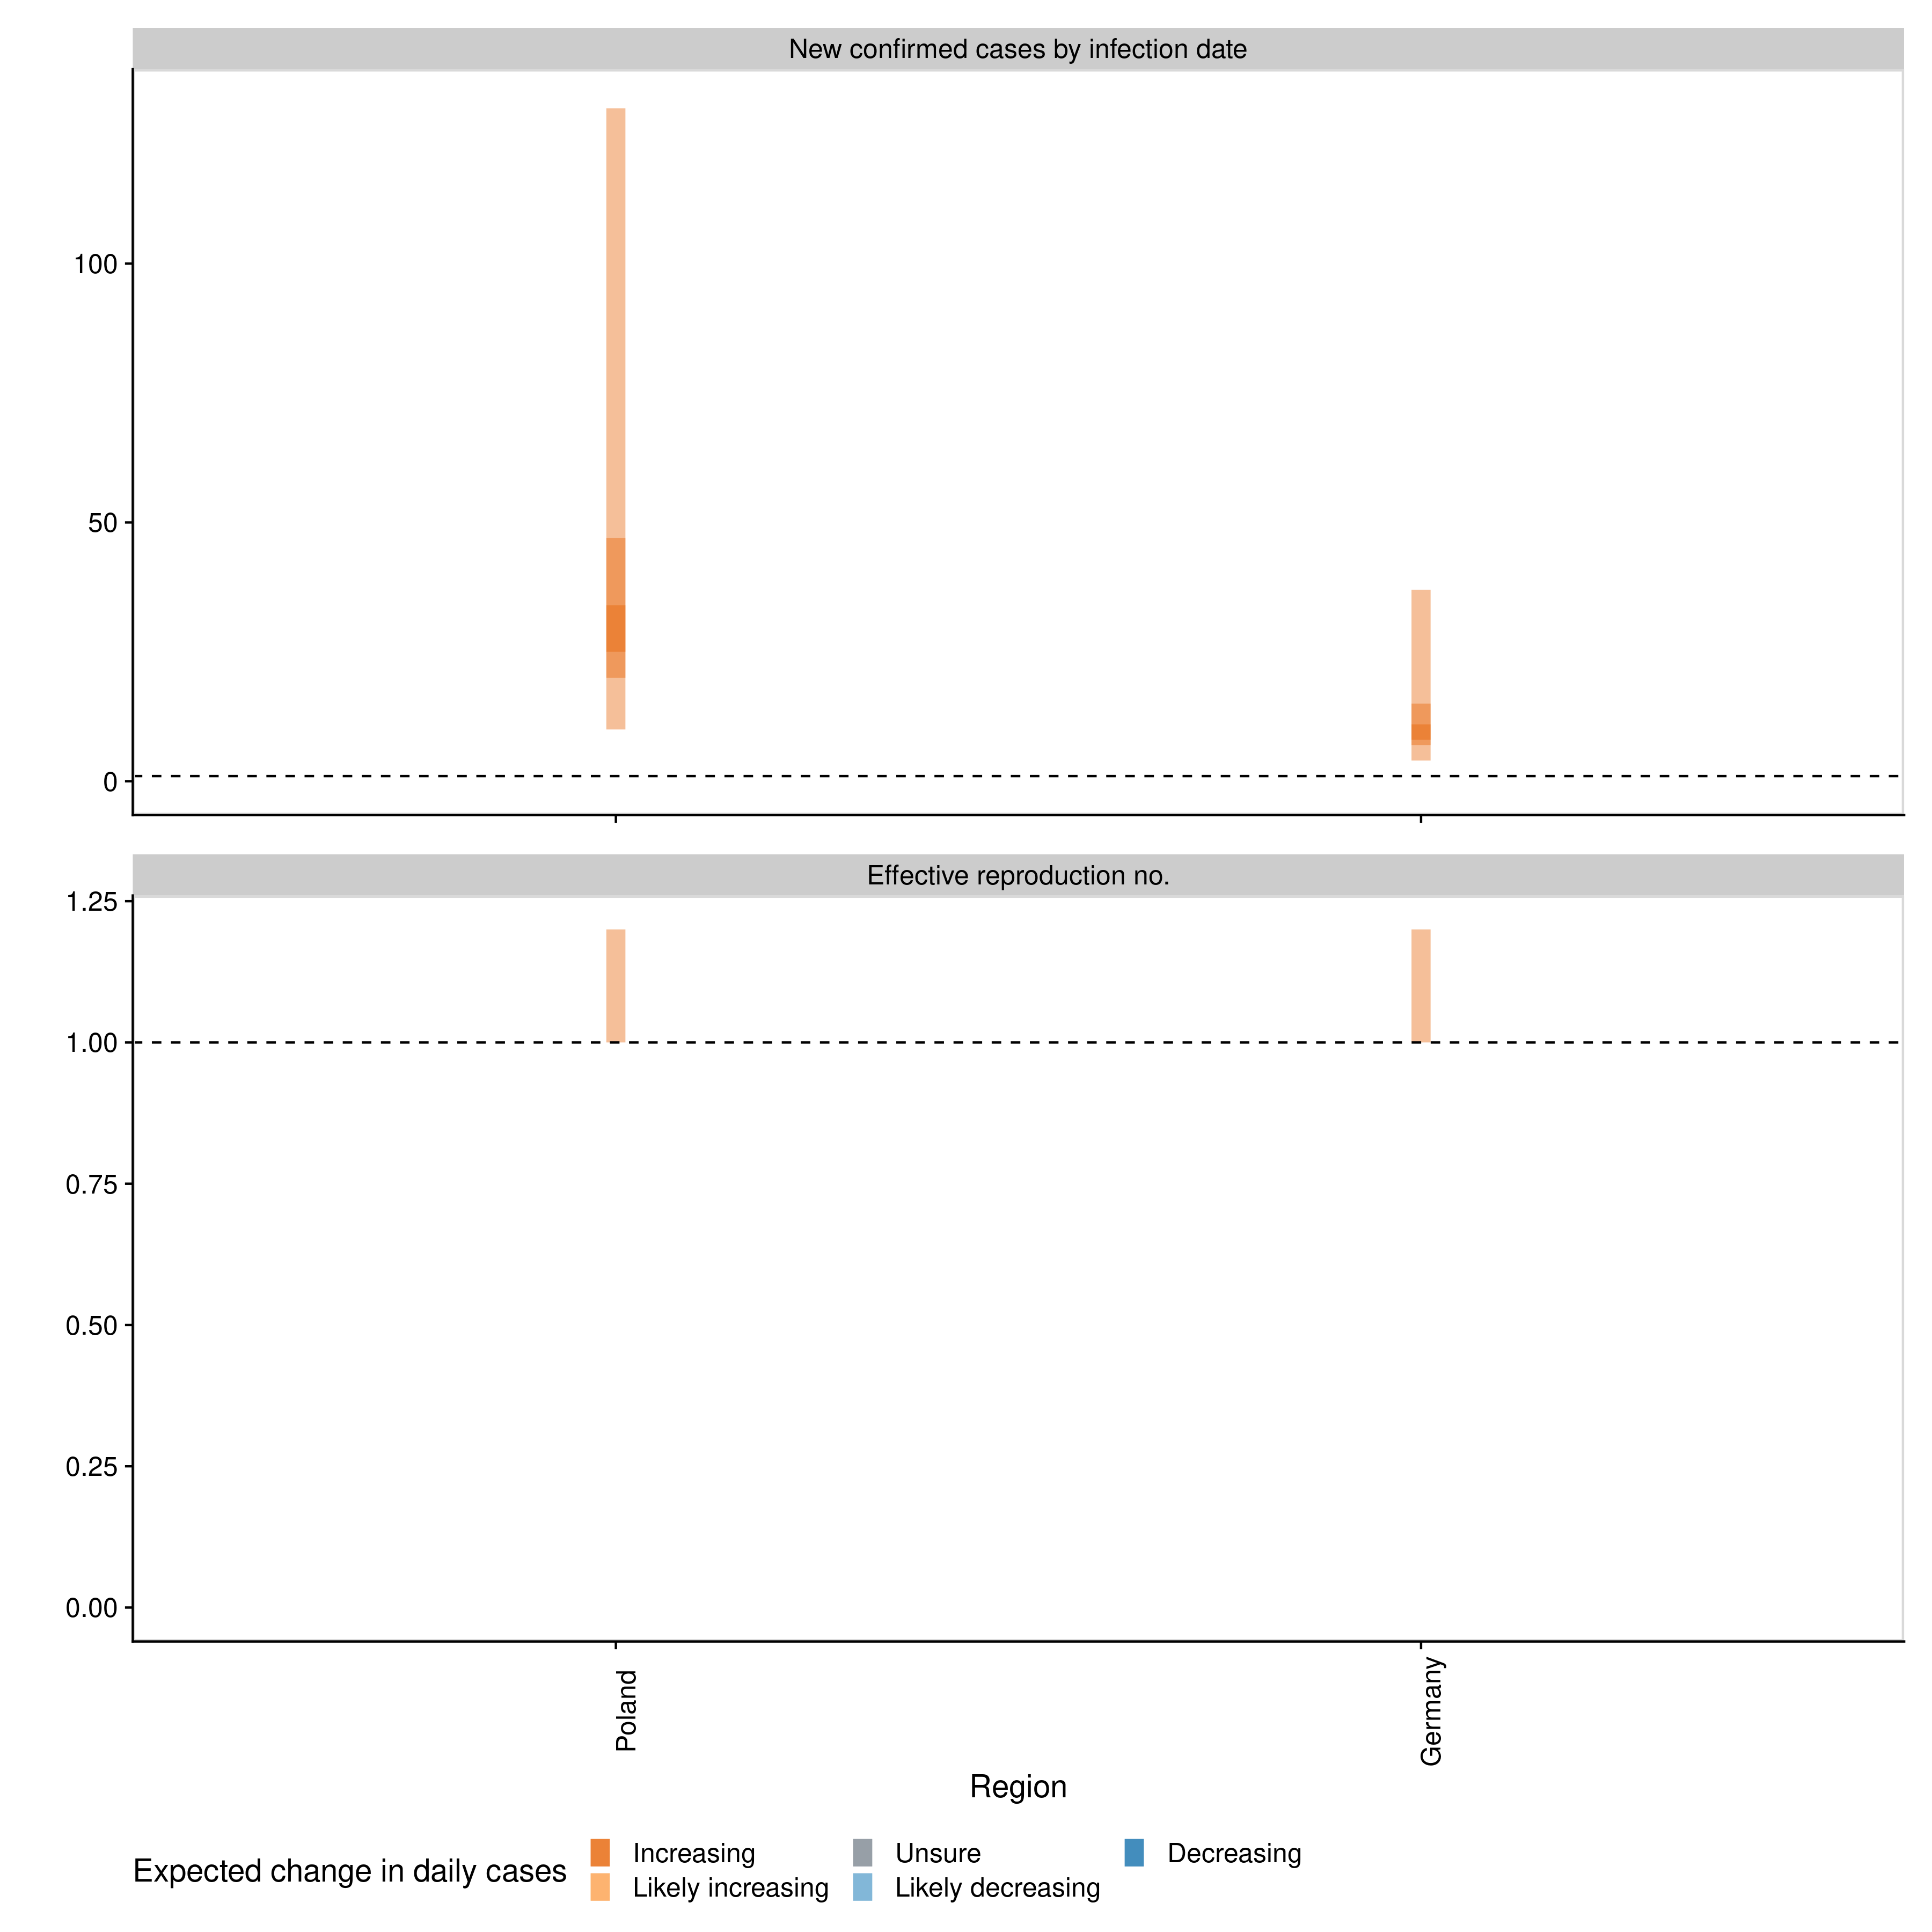 New confirmed cases by infection date
100
50
0
Effective reproduction no.
1.25
1.00
0.75
0.50
0.25
0.00
Poland
Germany
Region
Expected change in daily cases
Increasing
Unsure
Decreasing
Likely increasing
Likely decreasing